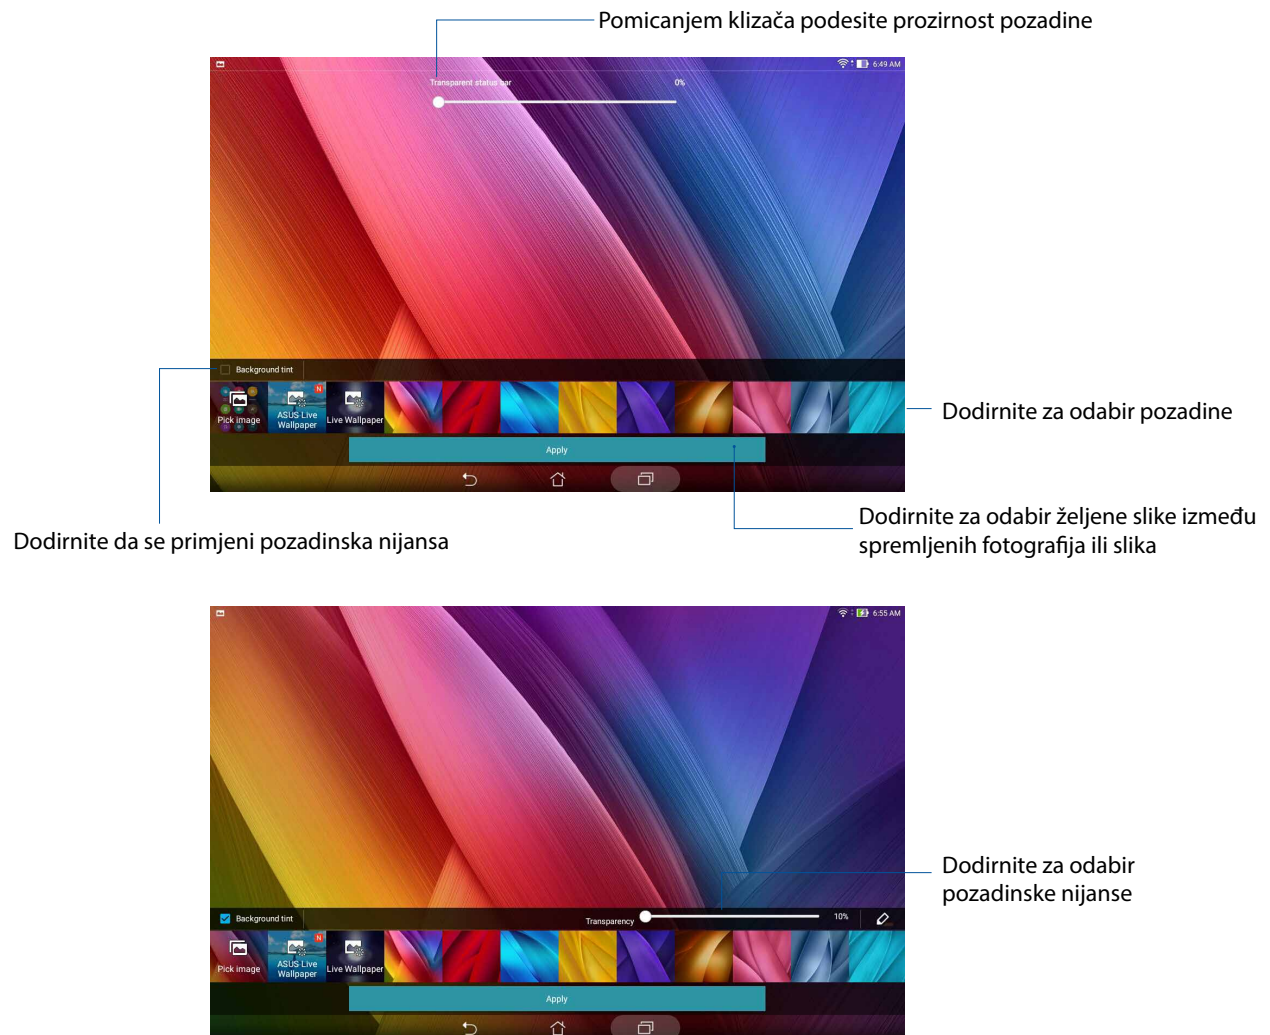 Pomicanjem klizača podesite prozirnost pozadine
6:49 AM
Transparent status bar 0%
Background tint
Pick image
ASUS Live Wallpaper
N
Live Wallpaper
Dodirnite za odabir pozadine
Apply
Dodirnite da se primjeni pozadinska nijansa
Dodirnite za odabir željene slike između
spremljenih fotografija ili slika
6:55 AM
Dodirnite za odabir
pozadinske nijanse
Background tint
Transparency 10%
Pick image
ASUS Live Wallpaper
N
Live Wallpaper
Apply